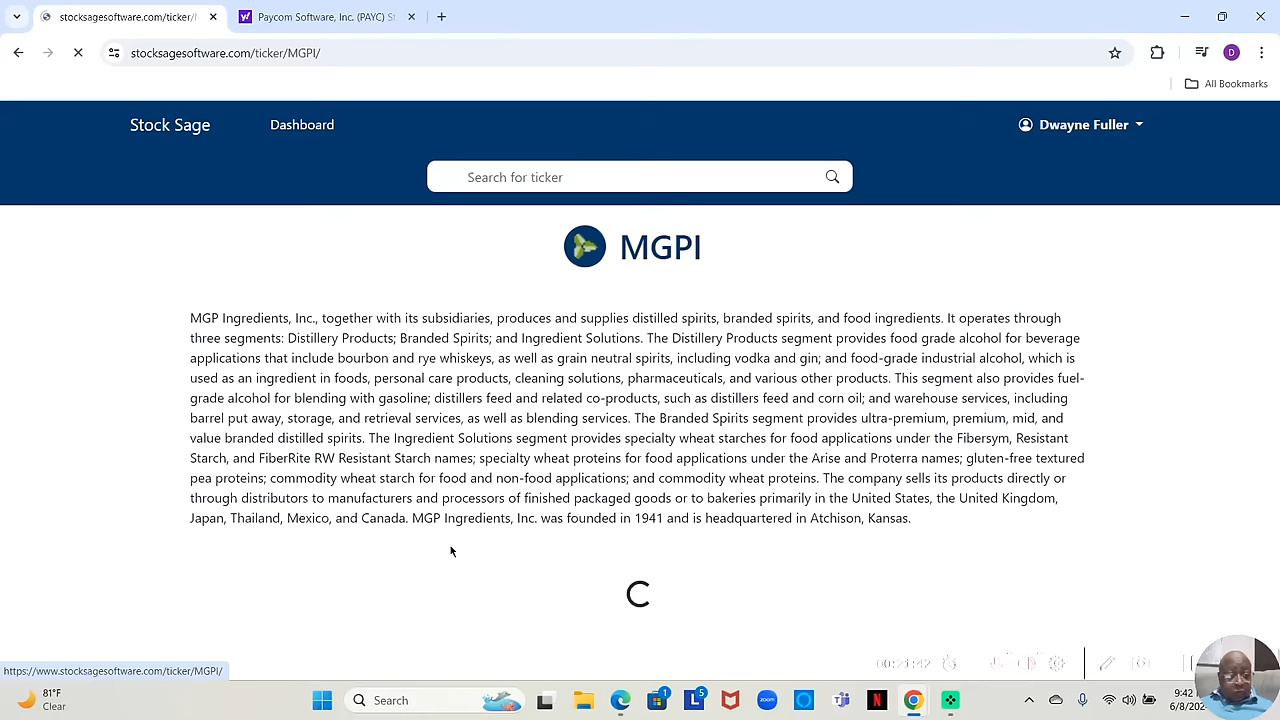 stocksagesoftware.com/ticker/
Paycom Software, Inc. (PAYC) S
stocksagesoftware.com/ticker/MGPI/
D
All Bookmarks
Stock Sage
Dashboard
Dwayne Fuller
Search for ticker
MGPI
MGP Ingredients, Inc., together with its subsidiaries, produces and supplies distilled spirits, branded spirits, and food ingredients. It operates through
three segments: Distillery Products; Branded Spirits; and Ingredient Solutions. The Distillery Products segment provides food grade alcohol for beverage
applications that include bourbon and rye whiskeys, as well as grain neutral spirits, including vodka and gin; and food-grade industrial alcohol, which is
used as an ingredient in foods, personal care products, cleaning solutions, pharmaceuticals, and various other products. This segment also provides fuel-
grade alcohol for blending with gasoline; distillers feed and related co-products, such as distillers feed and corn oil; and warehouse services, including
barrel put away, storage, and retrieval services, as well as blending services. The Branded Spirits segment provides ultra-premium, premium, mid, and
value branded distilled spirits. The Ingredient Solutions segment provides specialty wheat starches for food applications under the Fibersym, Resistant
Starch, and FiberRite RW Resistant Starch names; specialty wheat proteins for food applications under the Arise and Proterra names; gluten-free textured
pea proteins; commodity wheat starch for food and non-food applications; and commodity wheat proteins. The company sells its products directly or
through distributors to manufacturers and processors of finished packaged goods or to bakeries primarily in the United States, the United Kingdom,
Japan, Thailand, Mexico, and Canada. MGP Ingredients, Inc. was founded in 1941 and is headquartered in Atchison, Kansas.
00:21:42
https://www.stocksagesoftware.com/ticker/MGPI/
81°F
Clear
Search
1
5
zoom
N
9:42
6/8/20